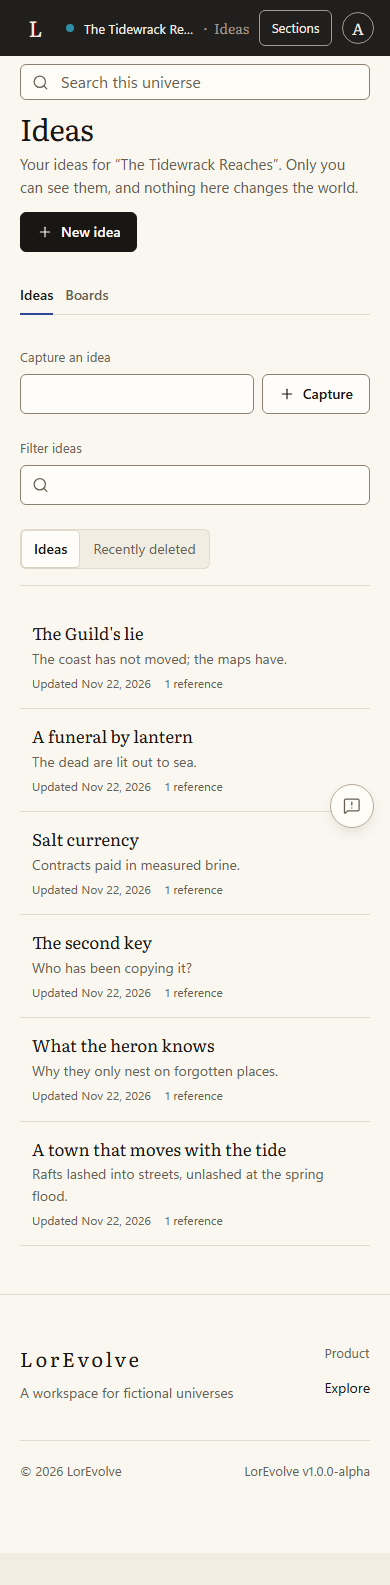 L The Tidewrack Re... · Ideas Sections A
Search this universe
Ideas
Your ideas for “The Tidewrack Reaches”. Only you
can see them, and nothing here changes the world.
+ New idea
Ideas Boards
Capture an idea
+ Capture
Filter ideas
Ideas Recently deleted
The Guild's lie
The coast has not moved; the maps have.
Updated Nov 22, 2026 1 reference
A funeral by lantern
The dead are lit out to sea.
Updated Nov 22, 2026 1 reference
Salt currency
Contracts paid in measured brine.
Updated Nov 22, 2026 1 reference
The second key
Who has been copying it?
Updated Nov 22, 2026 1 reference
What the heron knows
Why they only nest on forgotten places.
Updated Nov 22, 2026 1 reference
A town that moves with the tide
Rafts lashed into streets, unlashed at the spring
flood.
Updated Nov 22, 2026 1 reference
LorEvolve
A workspace for fictional universes
Product
Explore
© 2026 LorEvolve LorEvolve v1.0.0-alpha